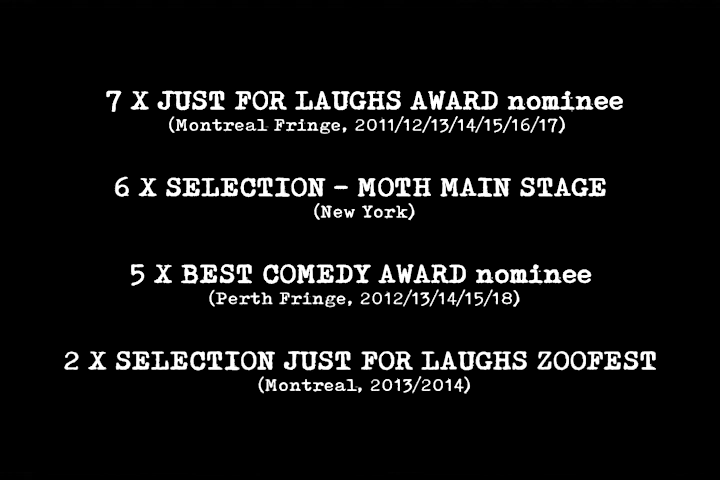 7 X JUST FOR LAUGHS AWARD nominee
(Montreal Fringe, 2011/12/13/14/15/16/17)
6 X SELECTION – MOTH MAIN STAGE
(New York)
5 X BEST COMEDY AWARD nominee
(Perth Fringe, 2012/13/14/15/18)
2 X SELECTION JUST FOR LAUGHS ZOOFEST
(Montreal, 2013/2014)